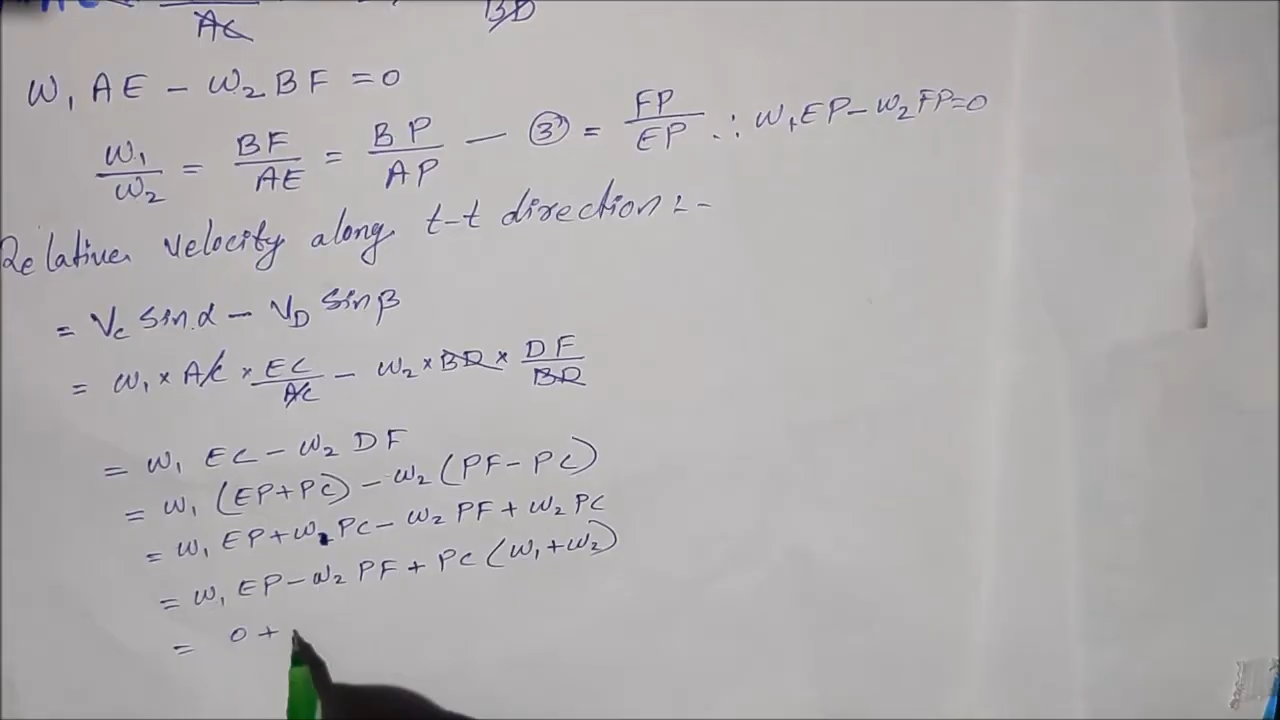 AC
BD
W, AE - W₂ BF = 0
W₁/W₂ = BF/AE = BP/AP — ③ = FP/EP ∴ W₁EP - W₂FP=0
Relative velocity along t-t direction :-
= Vc Sin α - VD Sin β
= W₁ × AC × EC/AC - W₂ × BD × DF/BD
= W₁ EC - W₂ DF
= W₁ (EP+PC) - W₂ (PF-PC)
= W₁ EP + W₁ PC - W₂ PF + W₂ PC
= W₁ EP - W₂ PF + PC (W₁+W₂)
= 0 +